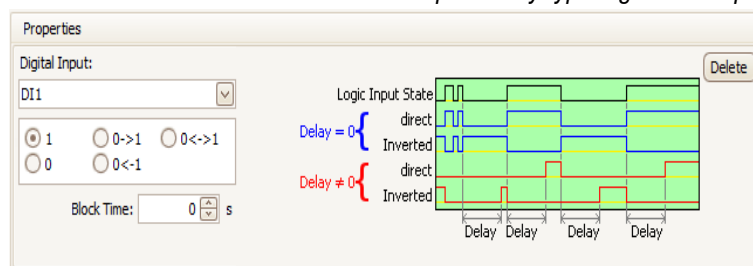 Properties
Digital Input:
DI1
1
0->1
0<->1
0
0<-1
Block Time:
0
s
Delete
Logic Input State
Delay = 0
direct
Inverted
Delay ≠ 0
direct
Inverted
Delay Delay Delay Delay